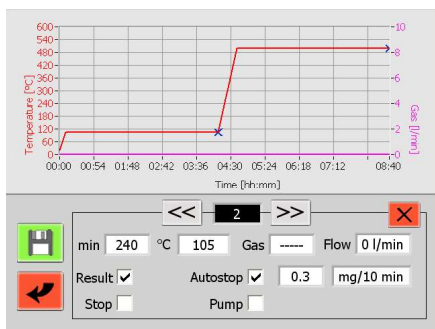 600
540
480
420
360
300
240
180
120
60
0
Temperature [ºC]
10
8
6
4
2
0
Gas [l/min]
00:00 00:54 01:48 02:42 03:36 04:30 05:24 06:18 07:12 08:40
Time [hh:mm]
<< 2 >> X
min 240 °C 105 Gas ----- Flow 0 l/min
Result Autostop 0.3 mg/10 min
Stop Pump